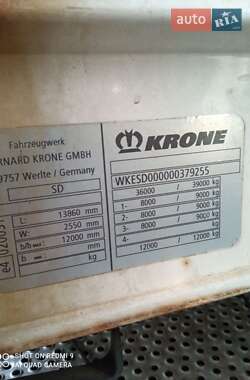 auto.RIA
Fahrzeugwerk
RNARD KRONE GMBH
9757 Werlte / Germany
SD
L: 13860 mm
W: 2550 mm
b/b max: 12000 mm
b kg
KRONE
WKESD000000379255
36000 / 39000 kg
1- 8000 / 9000 kg
2- 8000 / 9000 kg
3- 8000 / 9000 kg
4-
12000 / 12000 kg
ON REDMI 9
AI QUAD CAMERA